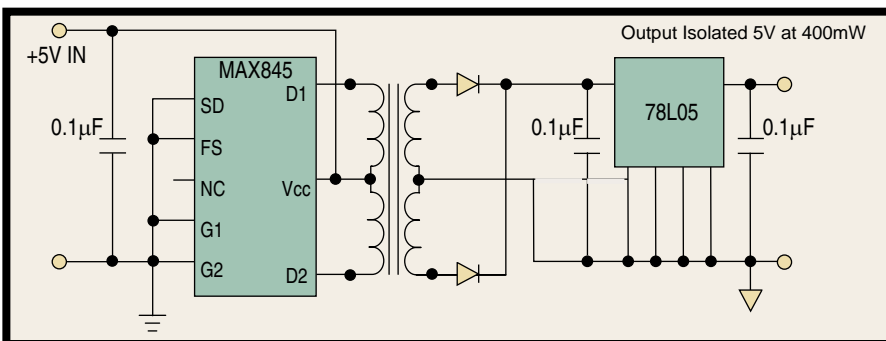 Output Isolated 5V at 400mW
+5V IN
MAX845
D1
SD
78L05
0.1μF
0.1μF
0.1μF
FS
NC
Vcc
G1
G2
D2